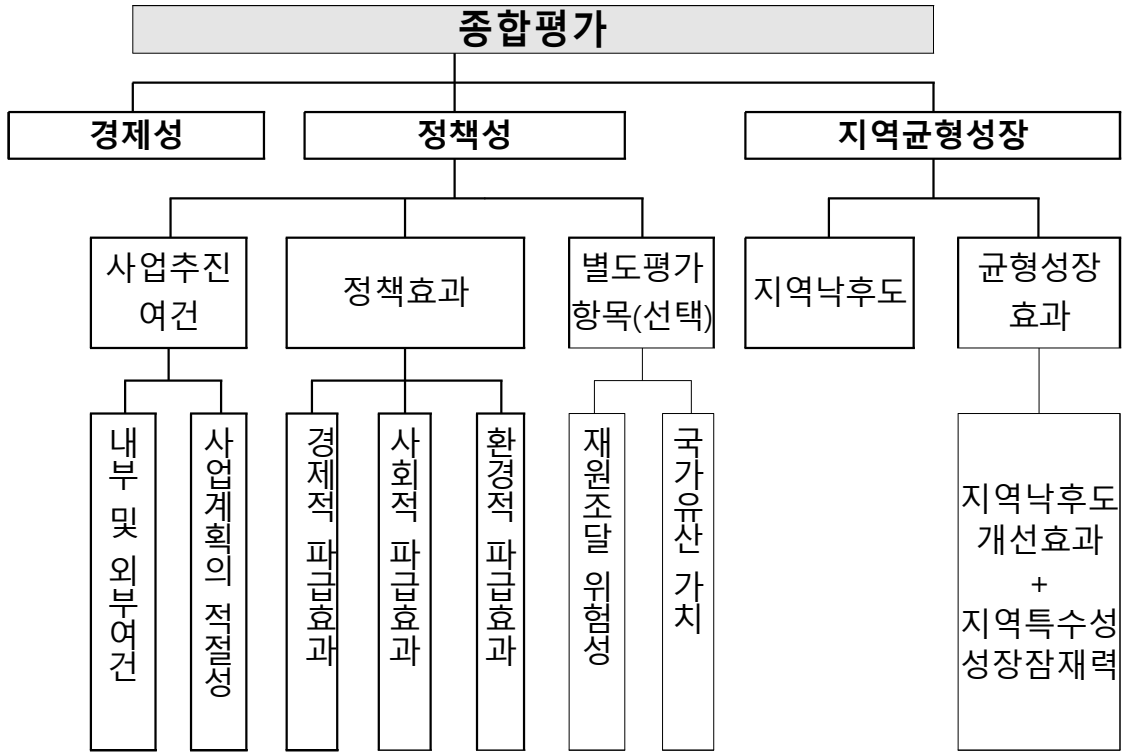 종합평가
경제성
정책성
지역균형성장
사업추진
여건
정책효과
별도평가
항목(선택)
지역낙후도
균형성장
효과
내부 및 외부여건
사업계획의 적절성
경제적 파급효과
사회적 파급효과
환경적 파급효과
재원조달 위험성
국가유산 가치
지역낙후도
개선효과
+
지역특수성
성장잠재력